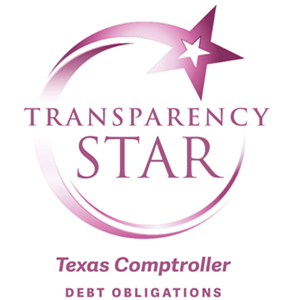 TRANSPARENCY
STAR
Texas Comptroller
DEBT OBLIGATIONS